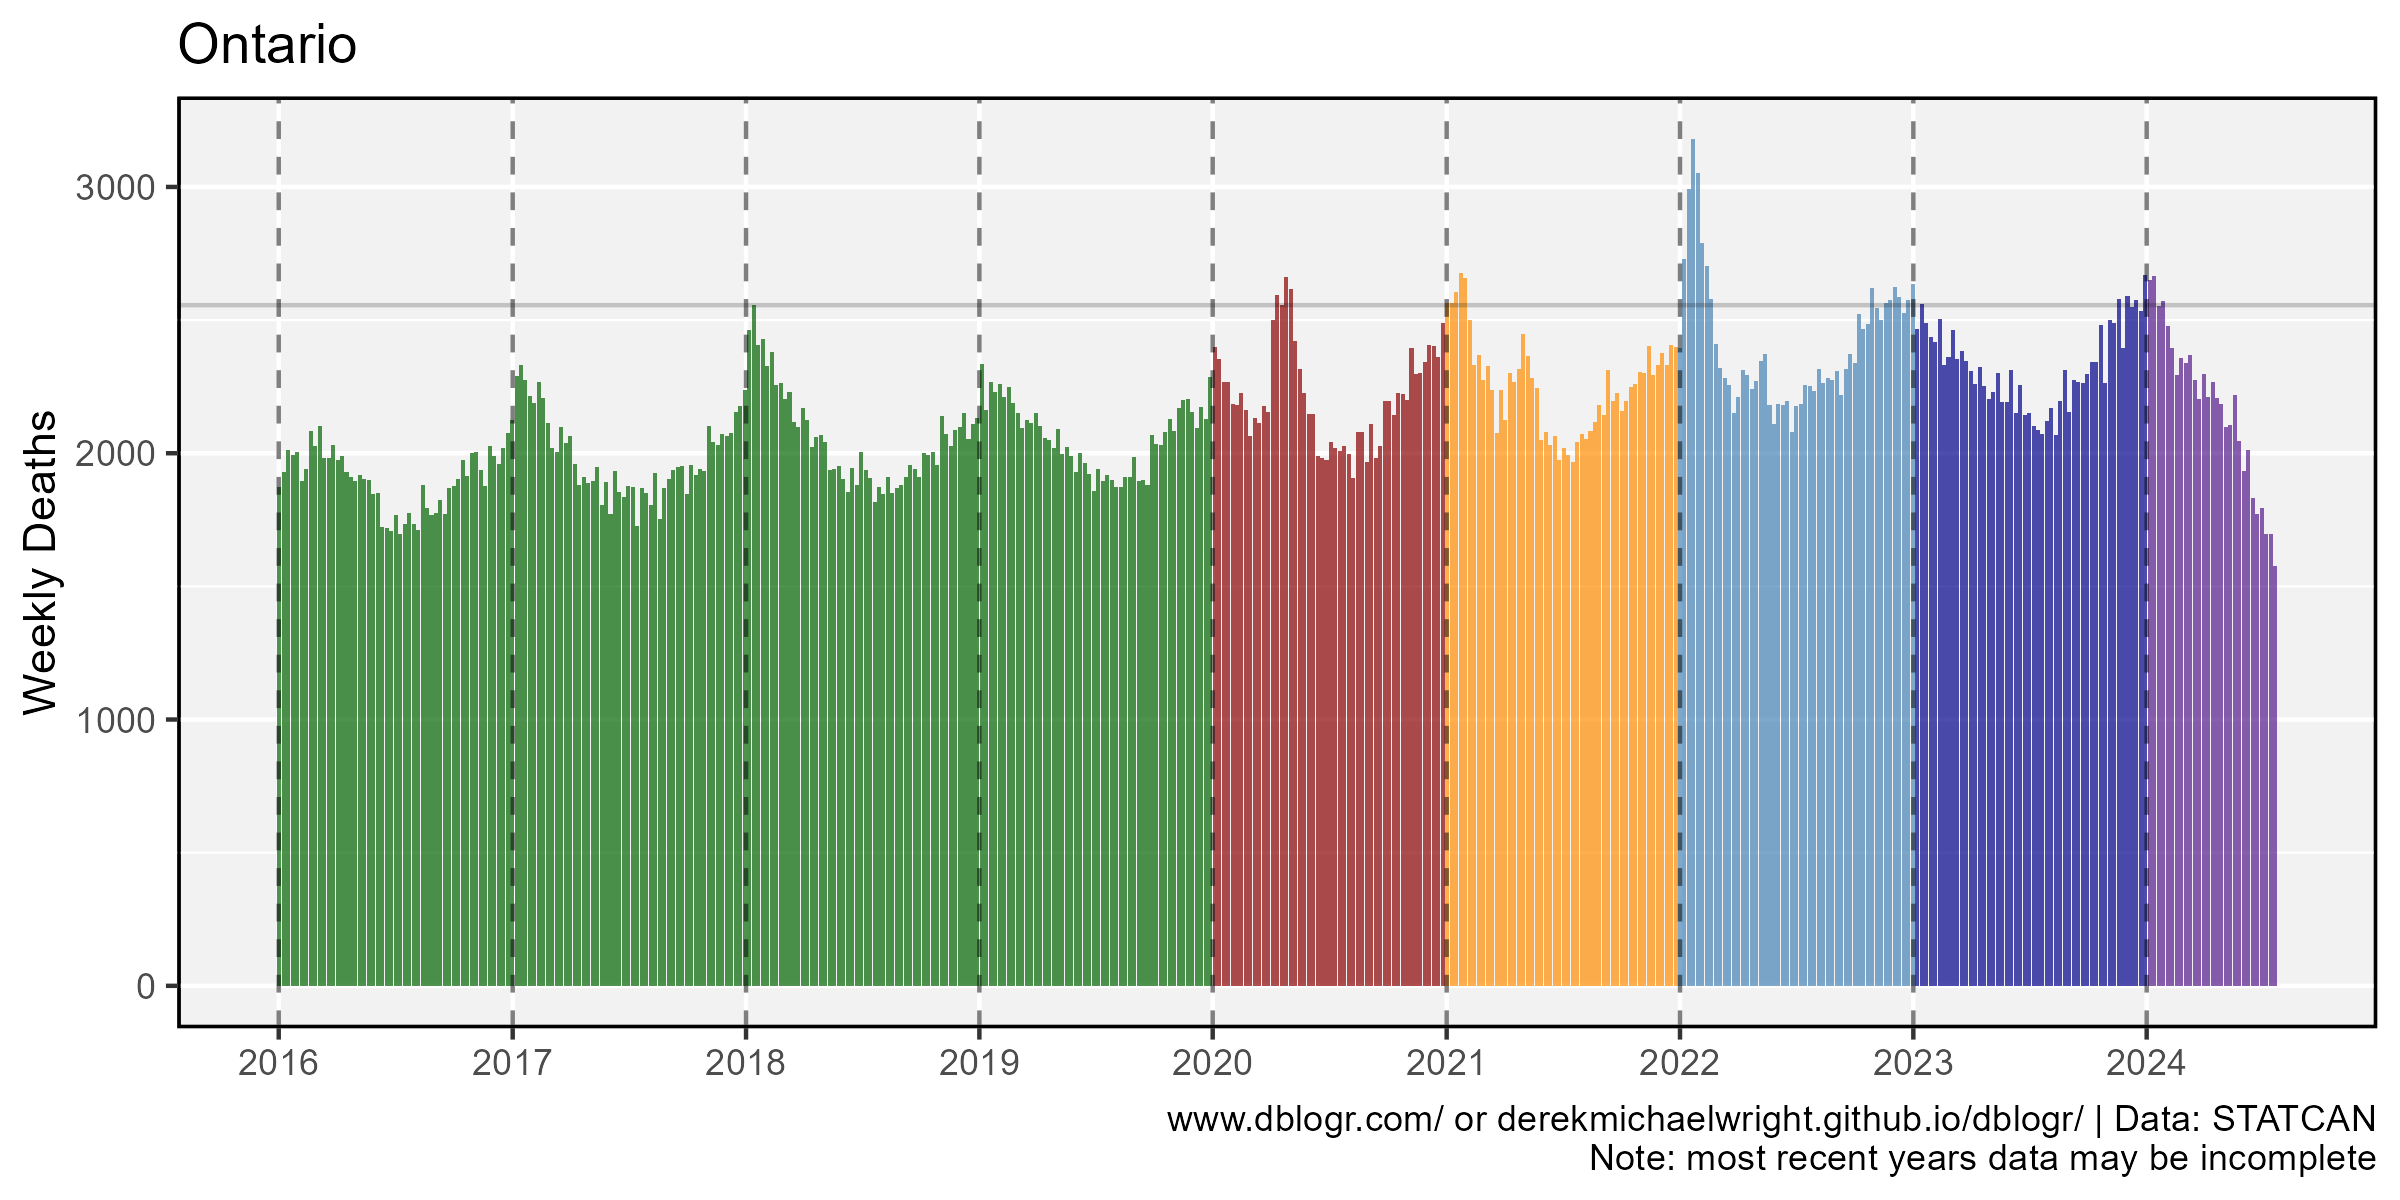 Ontario
Weekly Deaths
3000
2000
1000
0
2016 2017 2018 2019 2020 2021 2022 2023 2024
www.dblogr.com/ or derekmichaelwright.github.io/dblogr/ | Data: STATCAN
Note: most recent years data may be incomplete